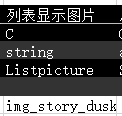 列表显示图片
C
string
Listpicture
img_story_dusk